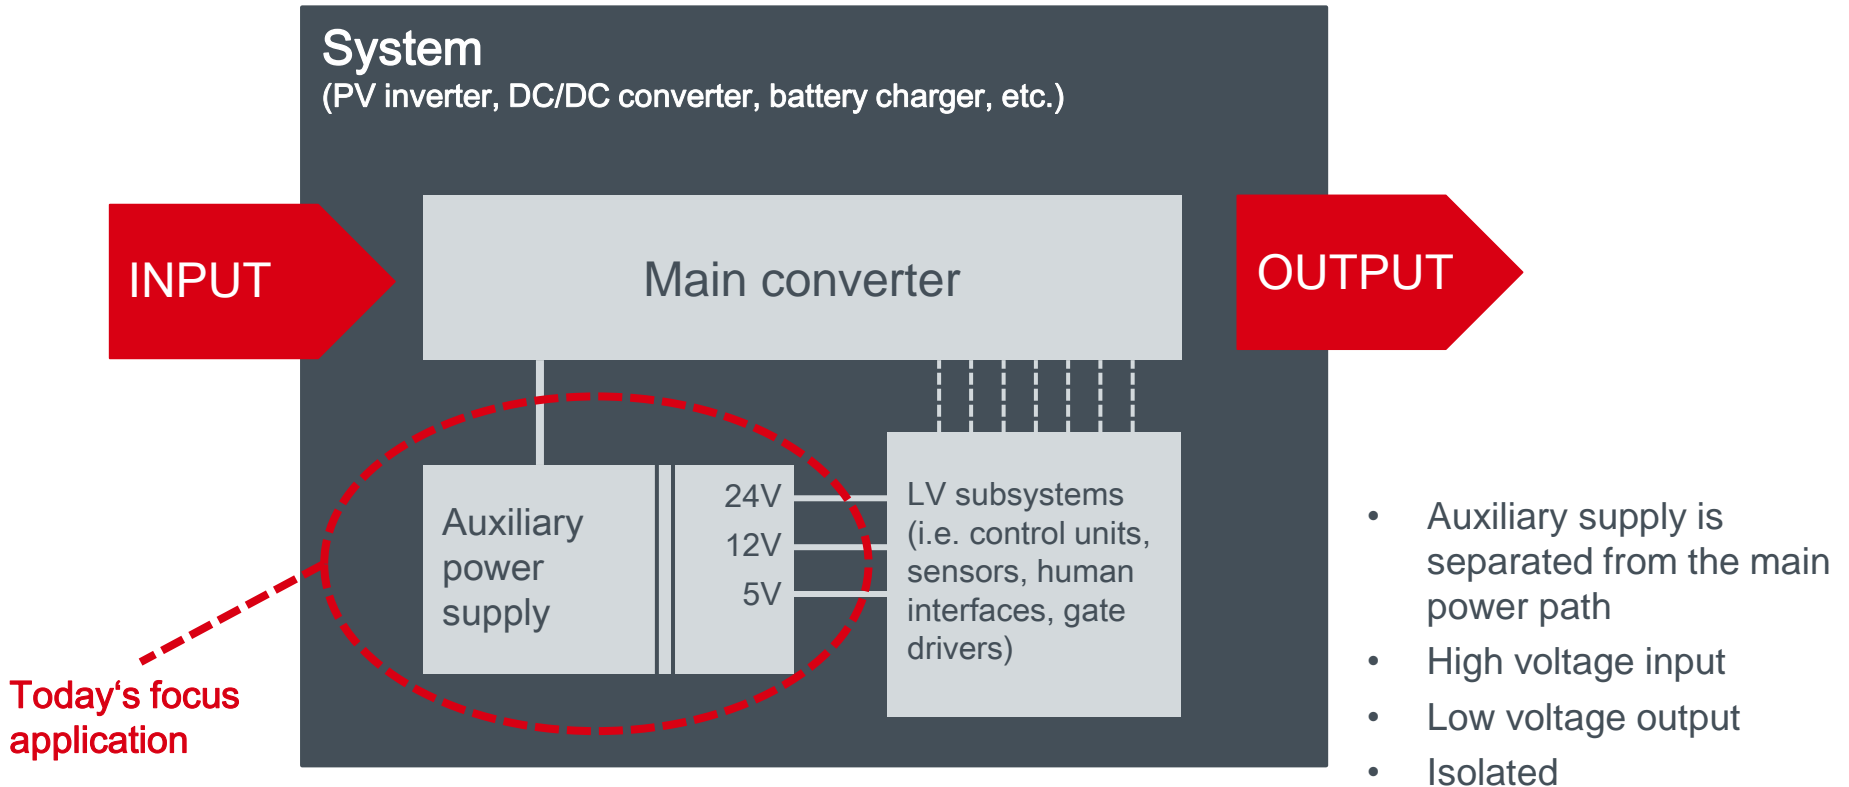 System
(PV inverter, DC/DC converter, battery charger, etc.)
INPUT
Main converter
OUTPUT
Auxiliary
power
supply
24V
12V
5V
LV subsystems
(i.e. control units,
sensors, human
interfaces, gate
drivers)
Today‘s focus
application
• Auxiliary supply is
separated from the main
power path
• High voltage input
• Low voltage output
• Isolated